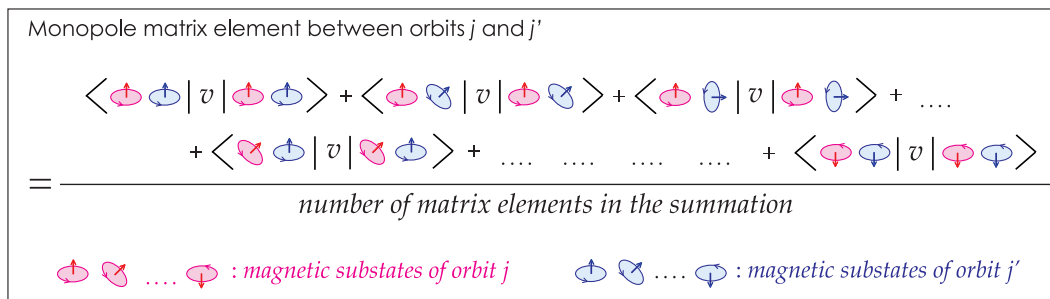 Monopole matrix element between orbits j and j'
⟨ | v | ⟩ + ⟨ | v | ⟩ + ⟨ | v | ⟩ + ....
+ ⟨ | v | ⟩ + .... .... .... .... + ⟨ | v | ⟩
=
number of matrix elements in the summation
.... : magnetic substates of orbit j .... : magnetic substates of orbit j'